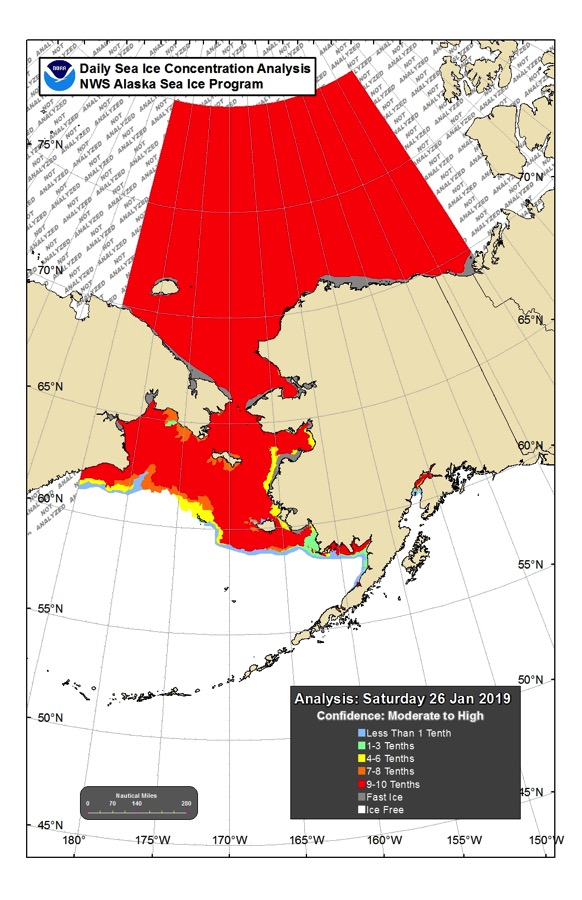 NOAA
Daily Sea Ice Concentration Analysis
NWS Alaska Sea Ice Program
NOT
ANALYZED
75°N
70°N
70°N
65°N
65°N
60°N
60°N
55°N
55°N
50°N
50°N
45°N
45°N
Analysis: Saturday 26 Jan 2019
Confidence: Moderate to High
Less Than 1 Tenth
1-3 Tenths
4-6 Tenths
7-8 Tenths
9-10 Tenths
Fast Ice
Ice Free
Nautical Miles
0 70 140 280
180° 175°W 170°W 165°W 160°W 155°W 150°W